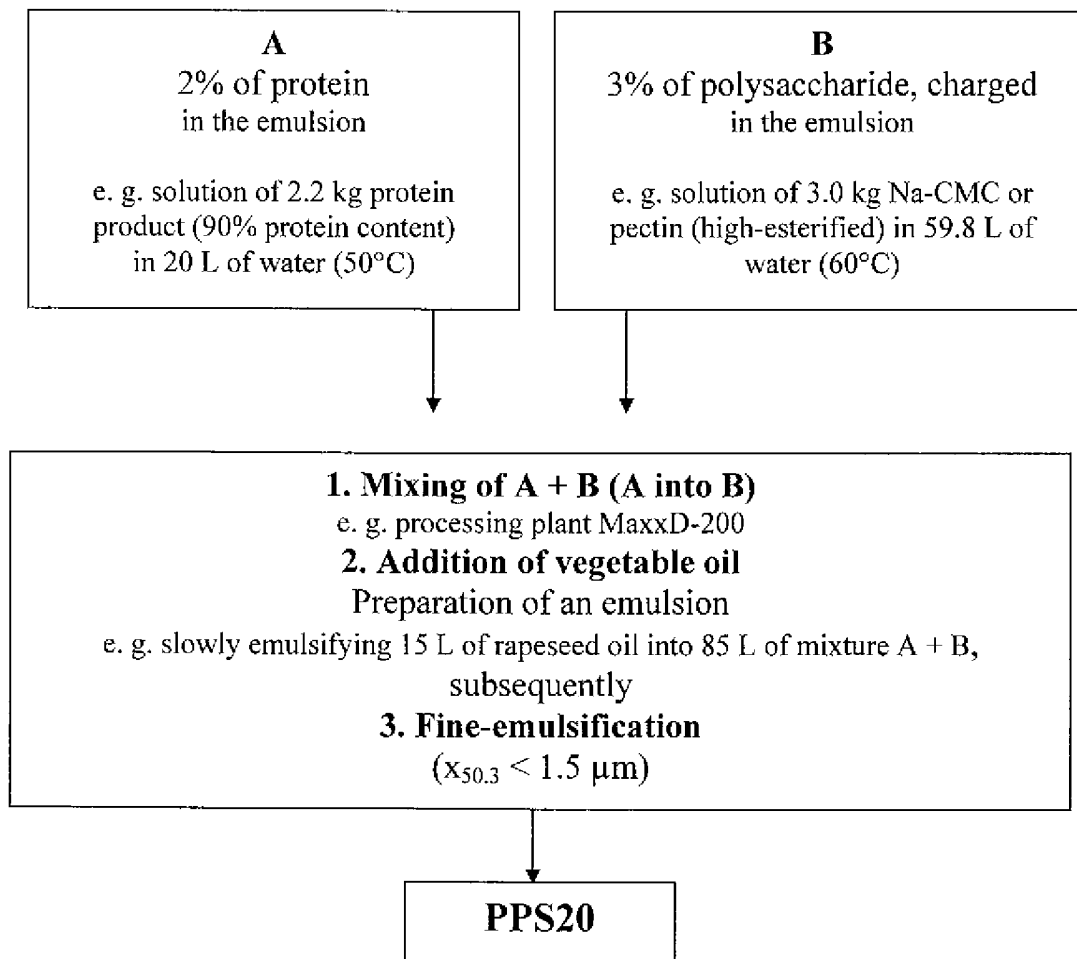 A
2% of protein
in the emulsion
e. g. solution of 2.2 kg protein
product (90% protein content)
in 20 L of water (50°C)
B
3% of polysaccharide, charged
in the emulsion
e. g. solution of 3.0 kg Na-CMC or
pectin (high-esterified) in 59.8 L of
water (60°C)
1. Mixing of A + B (A into B)
e. g. processing plant MaxxD-200
2. Addition of vegetable oil
Preparation of an emulsion
e. g. slowly emulsifying 15 L of rapeseed oil into 85 L of mixture A + B,
subsequently
3. Fine-emulsification
(x50.3 < 1.5 µm)
PPS20